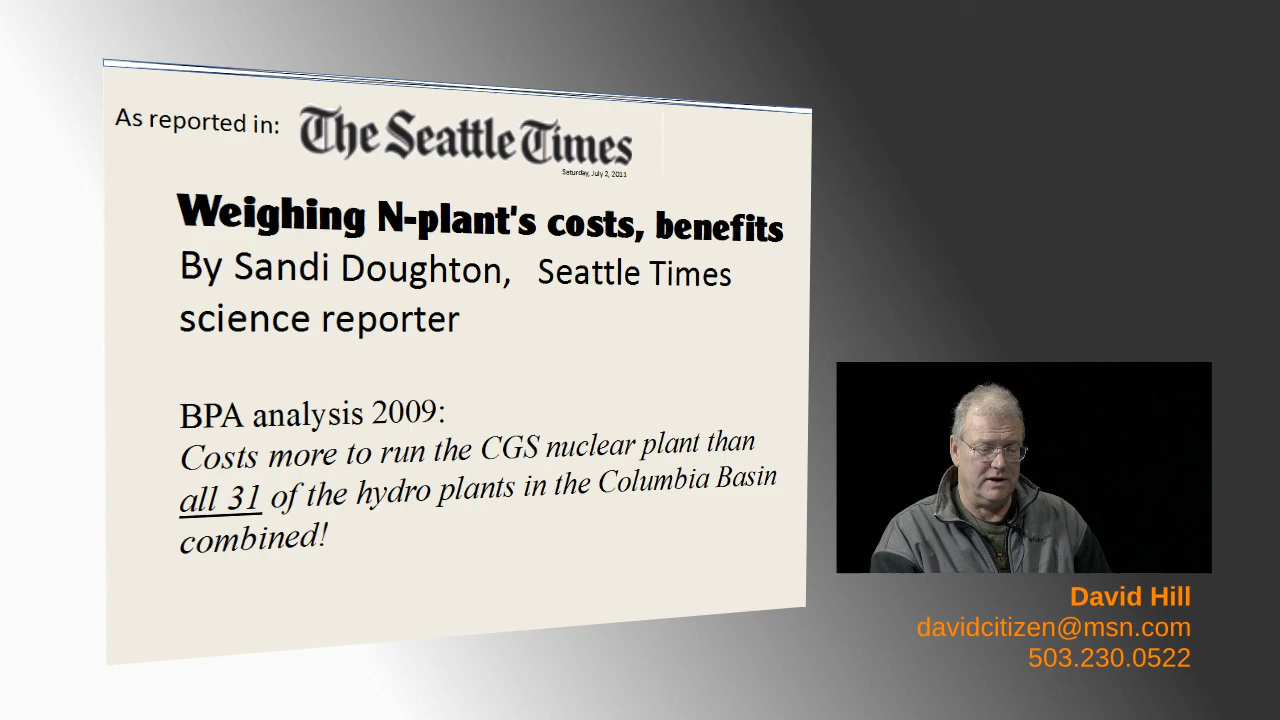 As reported in:
The Seattle Times
Saturday, July 2, 2011
Weighing N-plant's costs, benefits
By Sandi Doughton, Seattle Times
science reporter
BPA analysis 2009:
Costs more to run the CGS nuclear plant than
all 31 of the hydro plants in the Columbia Basin
combined!
David Hill
davidcitizen@msn.com
503.230.0522